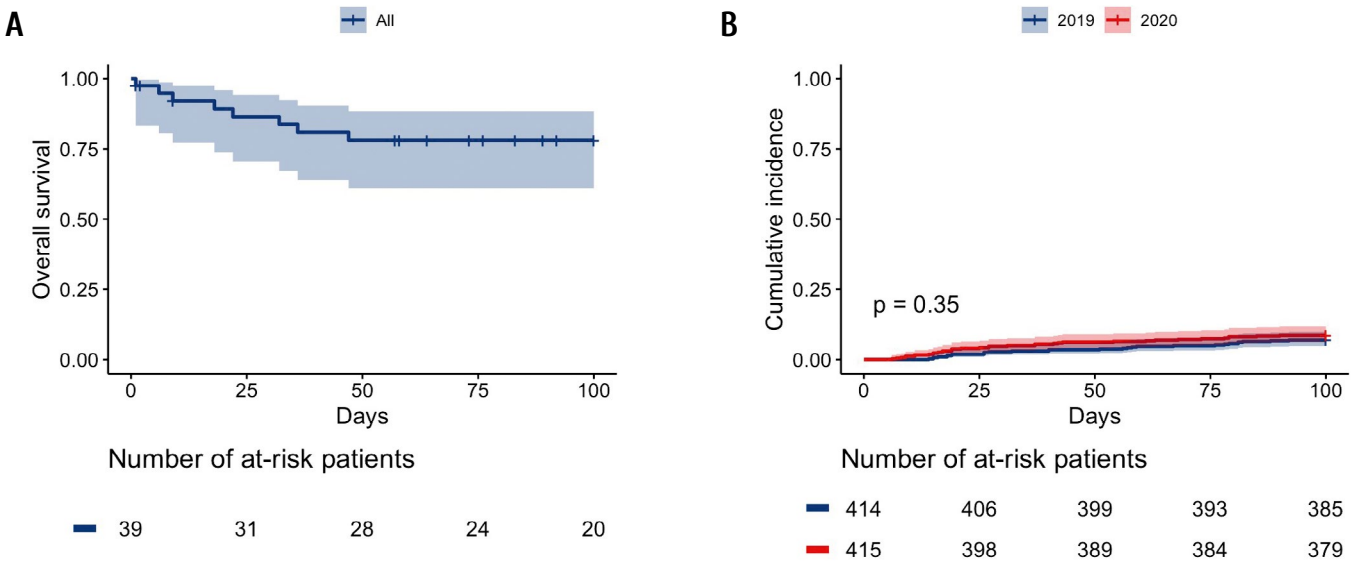 A
All
Overall survival
1.00
0.75
0.50
0.25
0.00
0 25 50 75 100
Days
Number of at-risk patients
39 31 28 24 20
B
2019 2020
Cumulative incidence
1.00
0.75
0.50
0.25
0.00
p = 0.35
0 25 50 75 100
Days
Number of at-risk patients
414 406 399 393 385
415 398 389 384 379